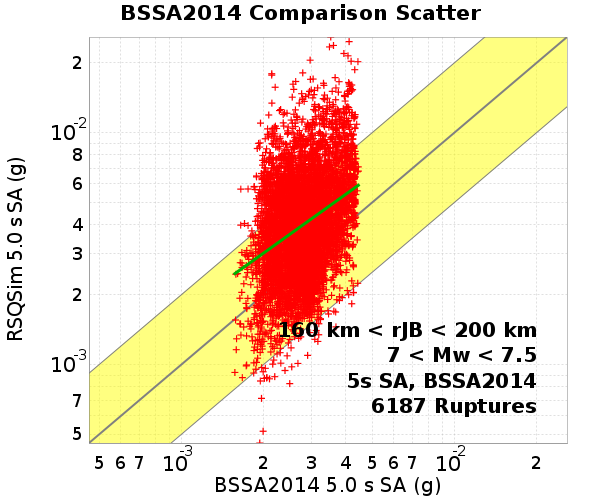 BSSA2014 Comparison Scatter
RSQSim 5.0 s SA (g)
2
10⁻²
8
6
4
3
2
10⁻³
7
5
160 km < rJB < 200 km
7 < Mw < 7.5
5s SA, BSSA2014
6187 Ruptures
5 6 7 10⁻³ 2 3 4 5 6 7 10⁻² 2
BSSA2014 5.0 s SA (g)